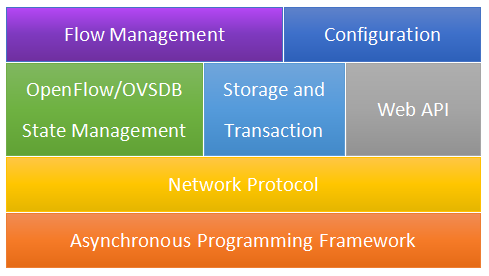 Flow Management
Configuration
OpenFlow/OVSDB
State Management
Storage and
Transaction
Web API
Network Protocol
Asynchronous Programming Framework